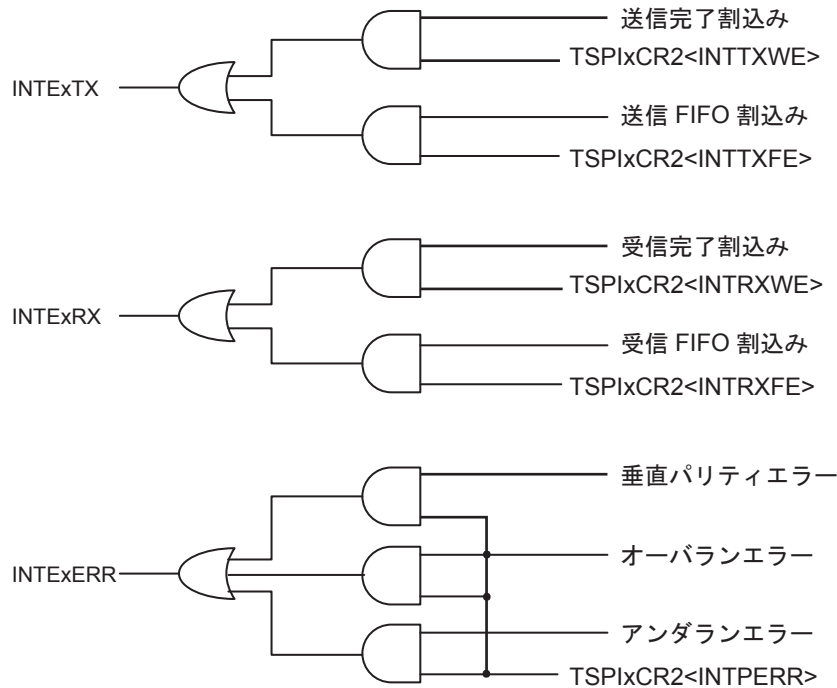 送信完了割込み
TSPIxCR2<INTTXWE>
INTExTX
送信 FIFO 割込み
TSPIxCR2<INTTXFE>
受信完了割込み
TSPIxCR2<INTRXWE>
INTExRX
受信 FIFO 割込み
TSPIxCR2<INTRXFE>
垂直パリティエラー
オーバランエラー
INTExERR
アンダランエラー
TSPIxCR2<INTPERR>